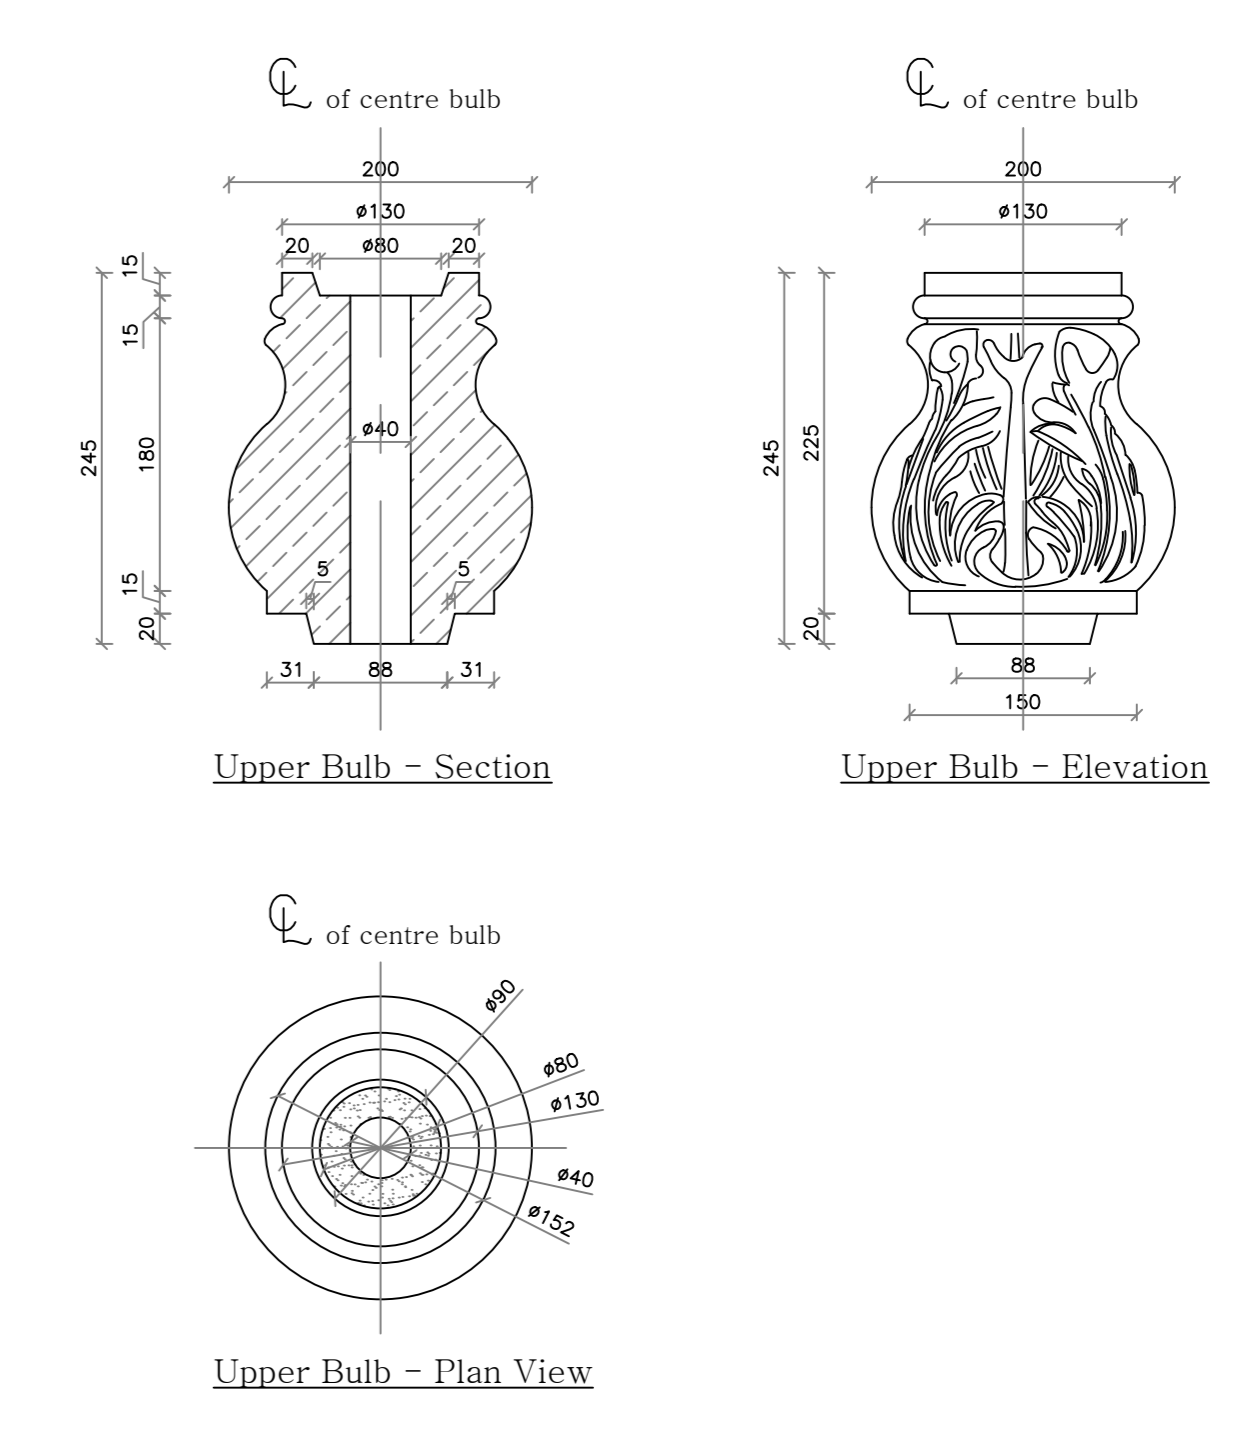 ℄ of centre bulb
200
ø130
20 ø80 20
15
15
245
180
ø40
15
5 5
20
31 88 31
Upper Bulb - Section
℄ of centre bulb
200
ø130
245
225
20
88
150
Upper Bulb - Elevation
℄ of centre bulb
ø90
ø80
ø130
ø40
ø152
Upper Bulb - Plan View